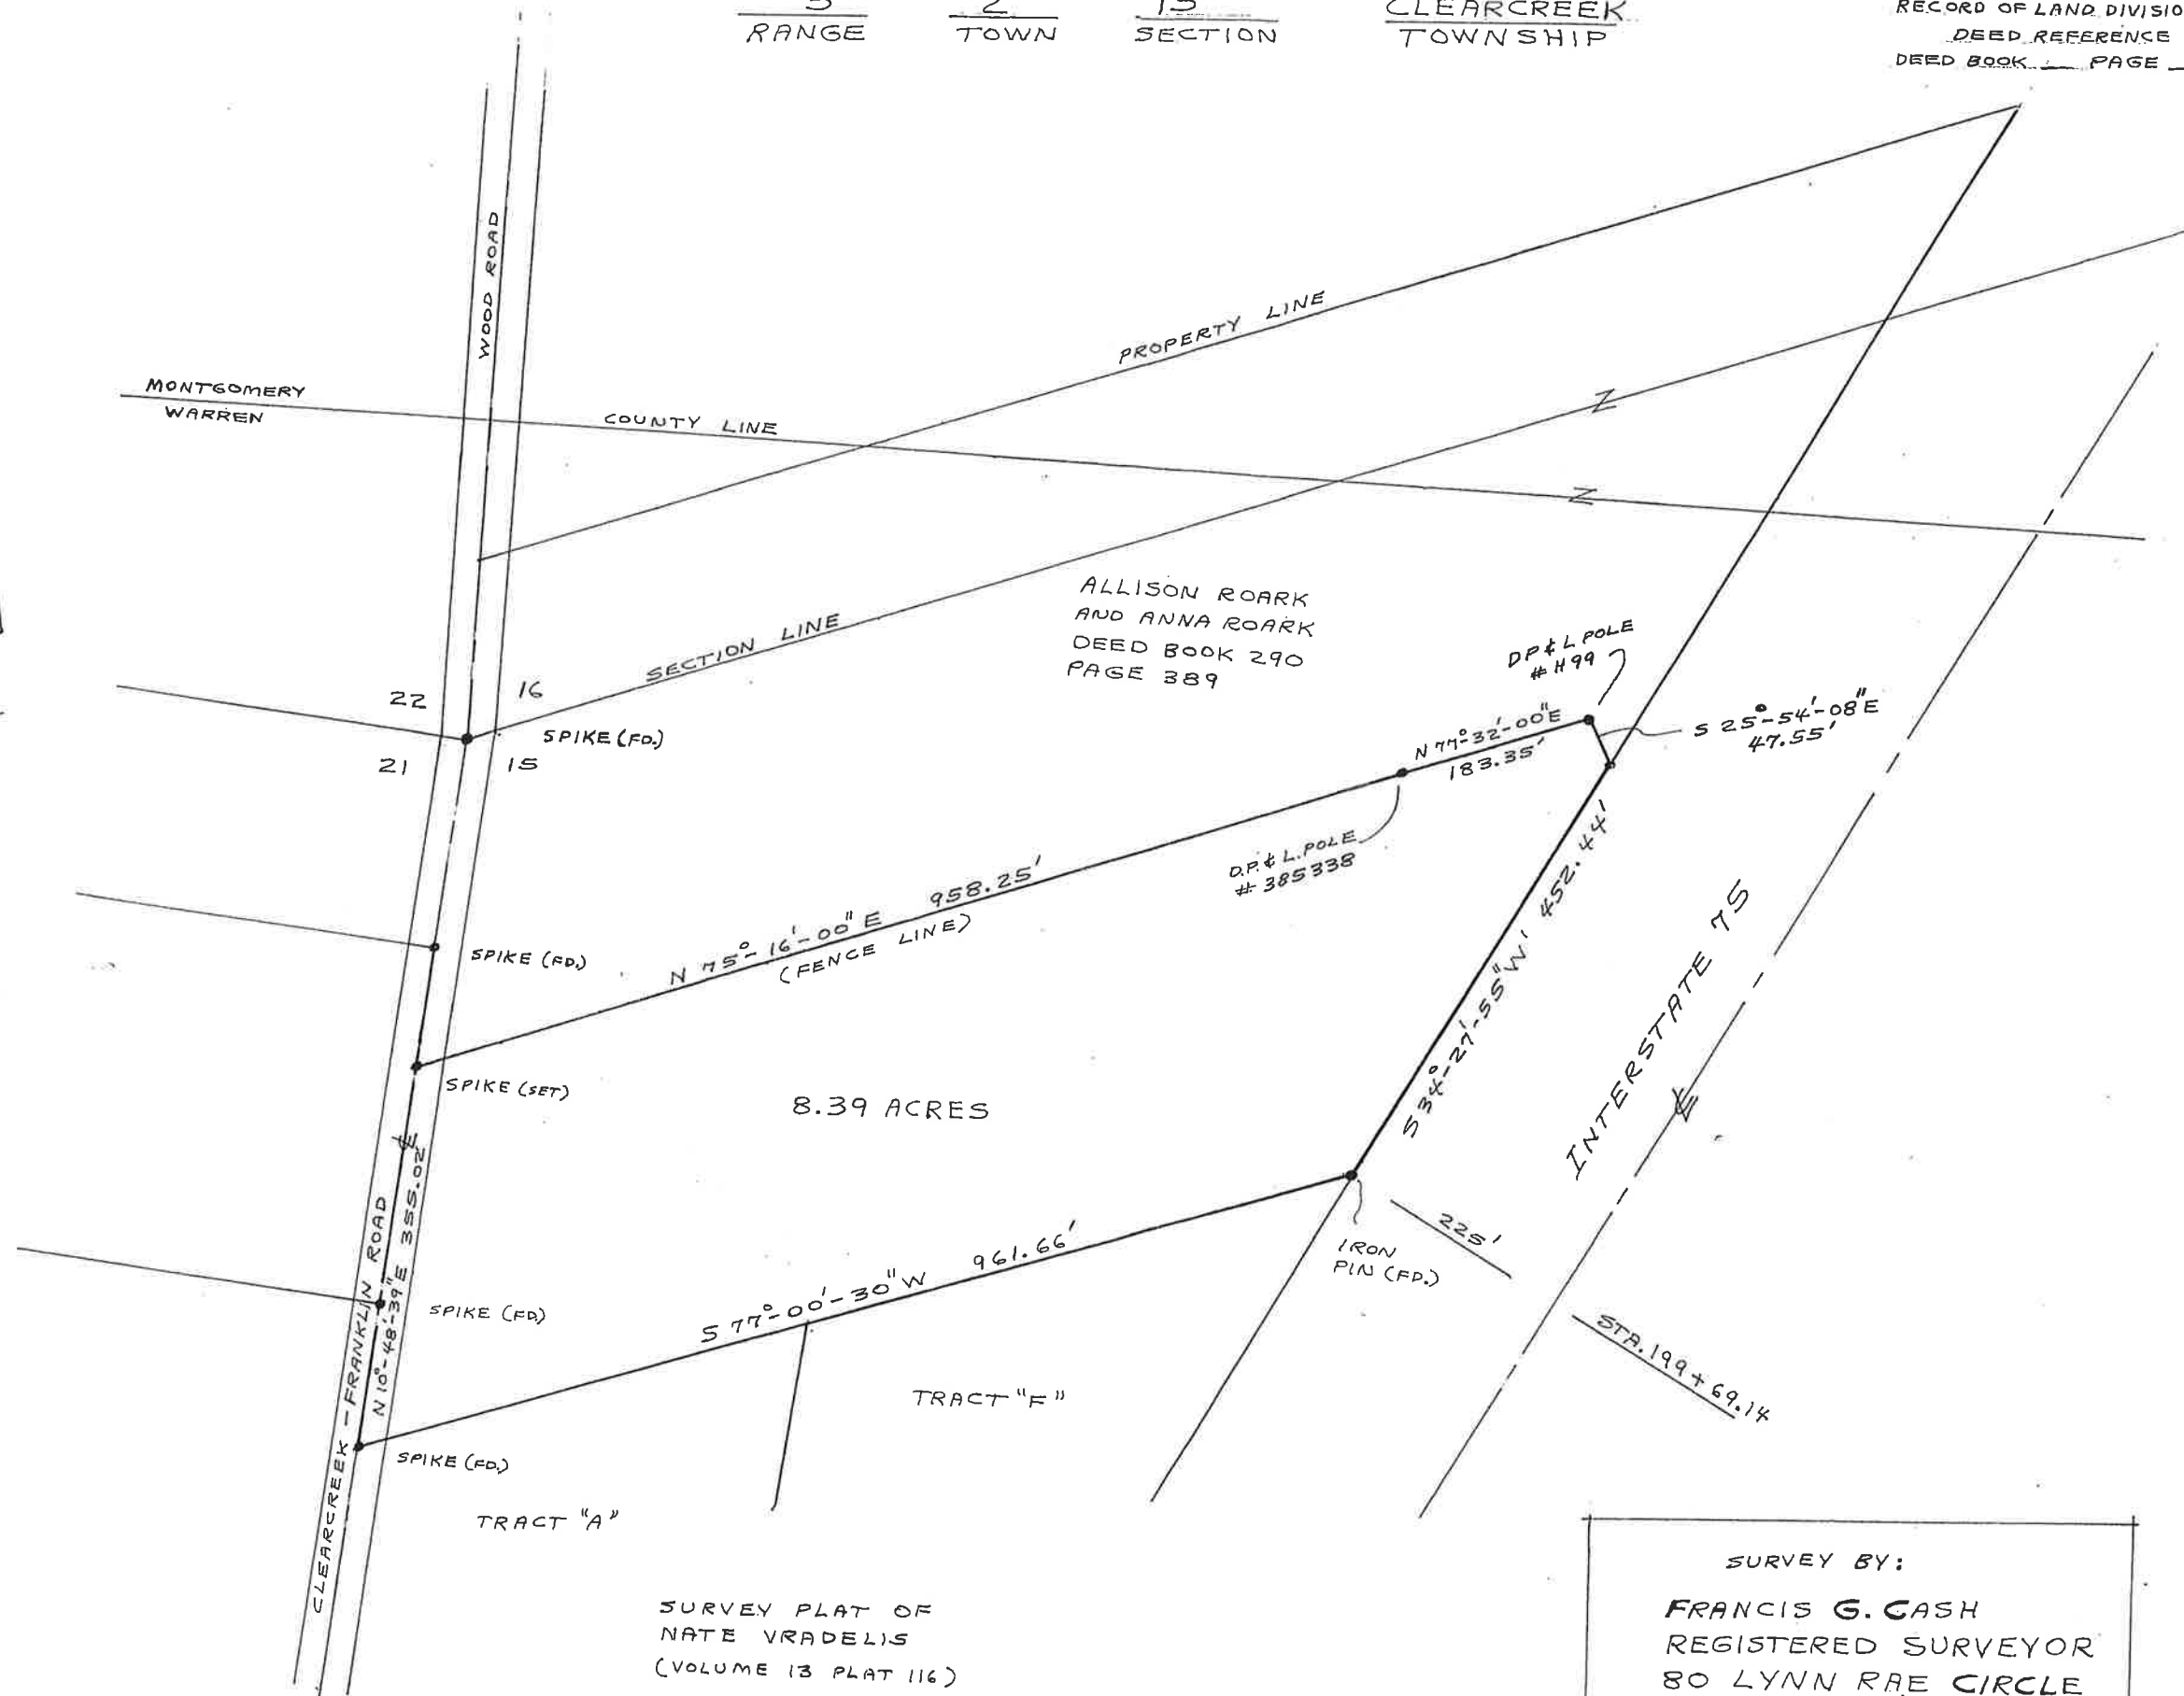 2
RANGE
TOWN
SECTION
CLEARCREEK
TOWNSHIP
RECORD OF LAND DIVISIO
DEED REFERENCE
DEED BOOK PAGE
WOOD ROAD
PROPERTY LINE
MONTGOMERY
WARREN
COUNTY LINE
SECTION LINE
ALLISON ROARK
AND ANNA ROARK
DEED BOOK 290
PAGE 389
DP&L POLE
# H99
22
16
21
15
SPIKE (FD.)
N 77°-32'-00"E
183.35'
S 25°-54'-08"E
47.55'
D.P.&L. POLE
# 385338
N 75°-16'-00"E 958.25'
(FENCE LINE)
SPIKE (FD.)
SPIKE (SET)
8.39 ACRES
S 34°-27'-55"W 452.44'
INTERSTATE 75
℄
℄
CLEARCREEK-FRANKLIN ROAD
N 10°-48'-39"E 355.02'
SPIKE (FD)
S 77°-00'-30"W 961.66'
IRON
PIN (FD.)
225'
STA. 199+69.14
TRACT "F"
SPIKE (FD.)
TRACT "A"
SURVEY PLAT OF
NATE VRADELIS
(VOLUME 13 PLAT 116)
SURVEY BY:
FRANCIS G. CASH
REGISTERED SURVEYOR
80 LYNN RAE CIRCLE